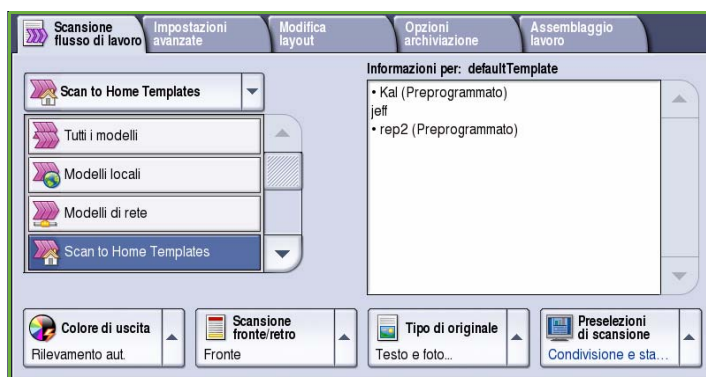 Scansione
flusso di lavoro
Impostazioni
avanzate
Modifica
layout
Opzioni
archiviazione
Assemblaggio
lavoro
Scan to Home Templates
Tutti i modelli
Modelli locali
Modelli di rete
Scan to Home Templates
Informazioni per: defaultTemplate
• Kal (Preprogrammato)
jeff
• rep2 (Preprogrammato)
Colore di uscita
Rilevamento aut.
Scansione
fronte/retro
Fronte
Tipo di originale
Testo e foto...
Preselezioni
di scansione
Condivisione e sta...